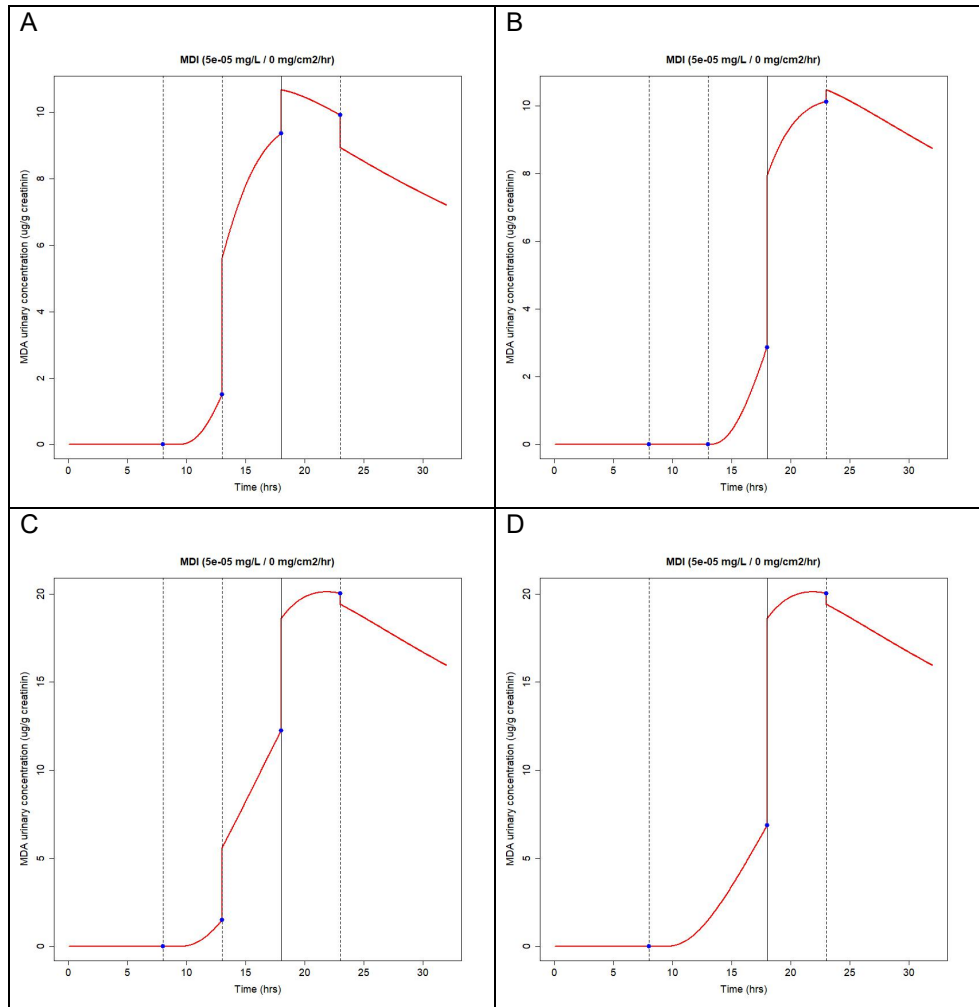 A
MDI (5e-05 mg/L / 0 mg/cm2/hr)
MDA urinary concentration (ug/g creatinin)
10
8
6
4
2
0
0 5 10 15 20 25 30
Time (hrs)
B
MDI (5e-05 mg/L / 0 mg/cm2/hr)
MDA urinary concentration (ug/g creatinin)
10
8
6
4
2
0
0 5 10 15 20 25 30
Time (hrs)
C
MDI (5e-05 mg/L / 0 mg/cm2/hr)
MDA urinary concentration (ug/g creatinin)
20
15
10
5
0
0 5 10 15 20 25 30
Time (hrs)
D
MDI (5e-05 mg/L / 0 mg/cm2/hr)
MDA urinary concentration (ug/g creatinin)
20
15
10
5
0
0 5 10 15 20 25 30
Time (hrs)